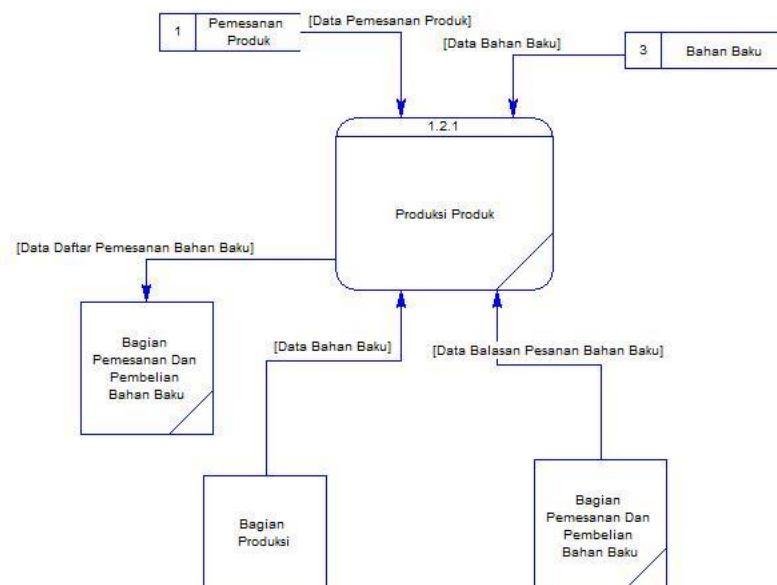 1
Pemesanan
Produk
[Data Pemesanan Produk]
[Data Bahan Baku]
3
Bahan Baku
1.2.1
Produksi Produk
[Data Daftar Pemesanan Bahan Baku]
Bagian
Pemesanan Dan
Pembelian
Bahan Baku
[Data Bahan Baku]
[Data Balasan Pesanan Bahan Baku]
Bagian
Produksi
Bagian
Pemesanan Dan
Pembelian
Bahan Baku